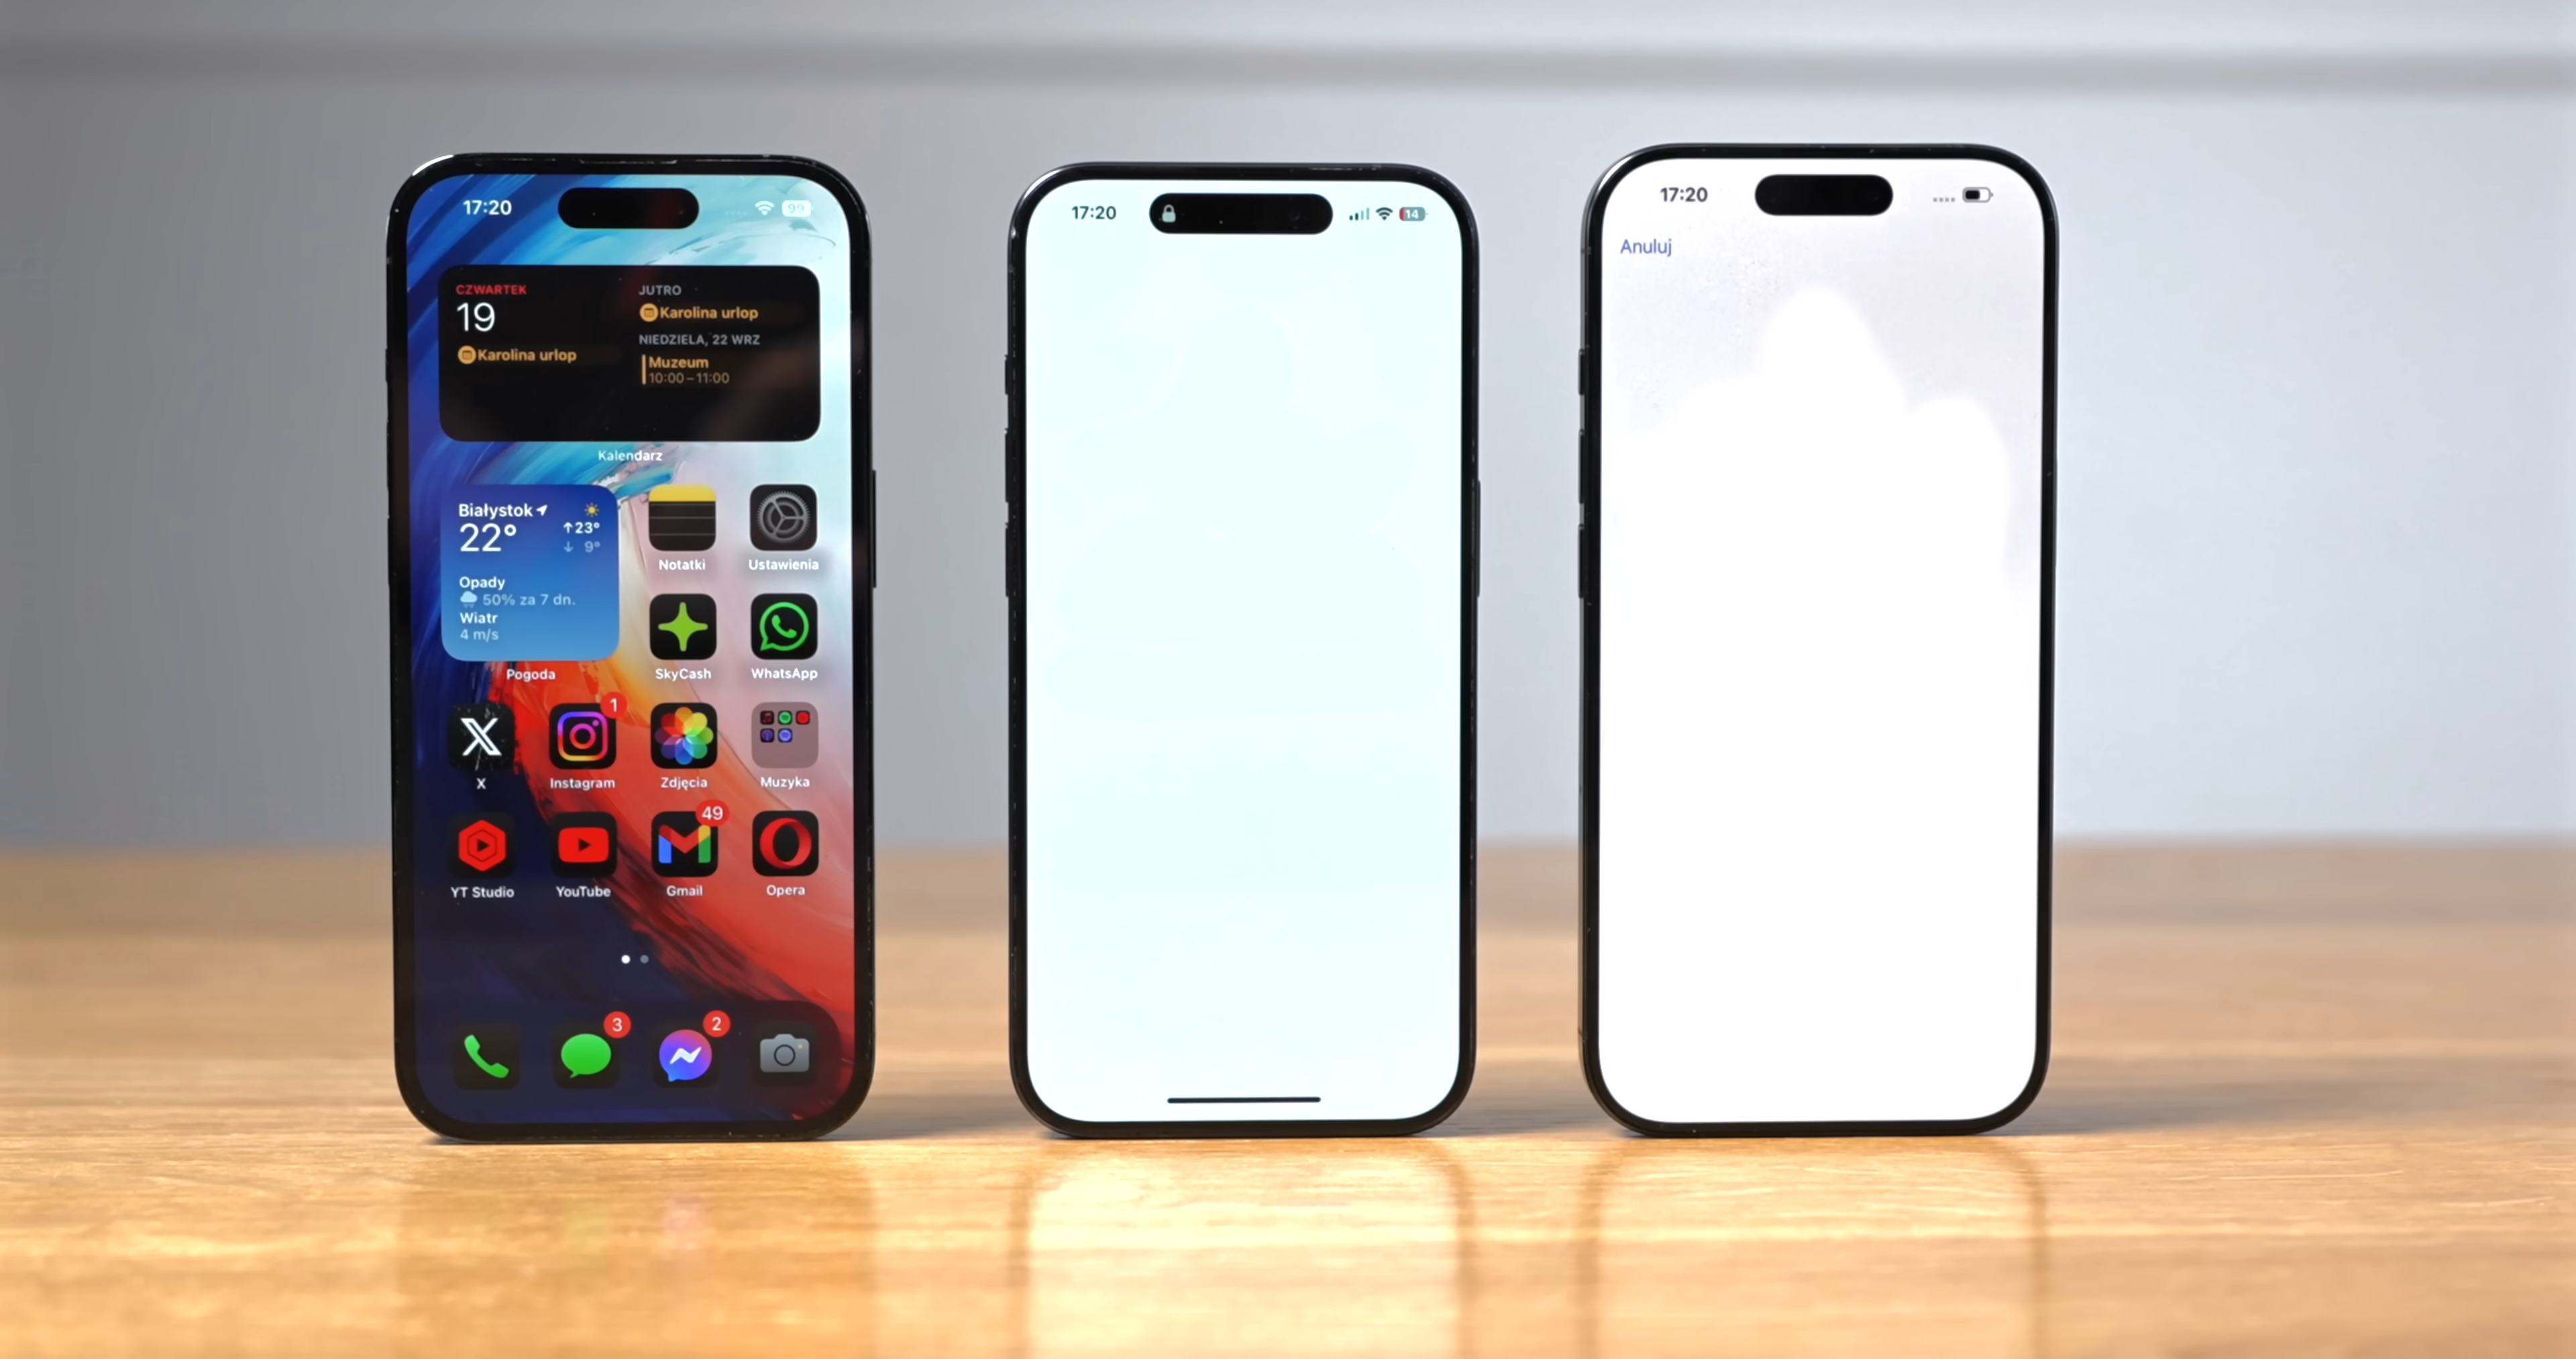 17:20
99
CZWARTEK
19
Karolina urlop
JUTRO
Karolina urlop
NIEDZIELA, 22 WRZ
Muzeum
10:00–11:00
Kalendarz
Białystok
22°
↑23°
↓ 9°
Opady
50% za 7 dn.
Wiatr
4 m/s
Pogoda
Notatki
Ustawienia
SkyCash
WhatsApp
X
1
Instagram
Zdjęcia
Muzyka
YT Studio
YouTube
49
Gmail
Opera
3
2
17:20
14
17:20
Anuluj